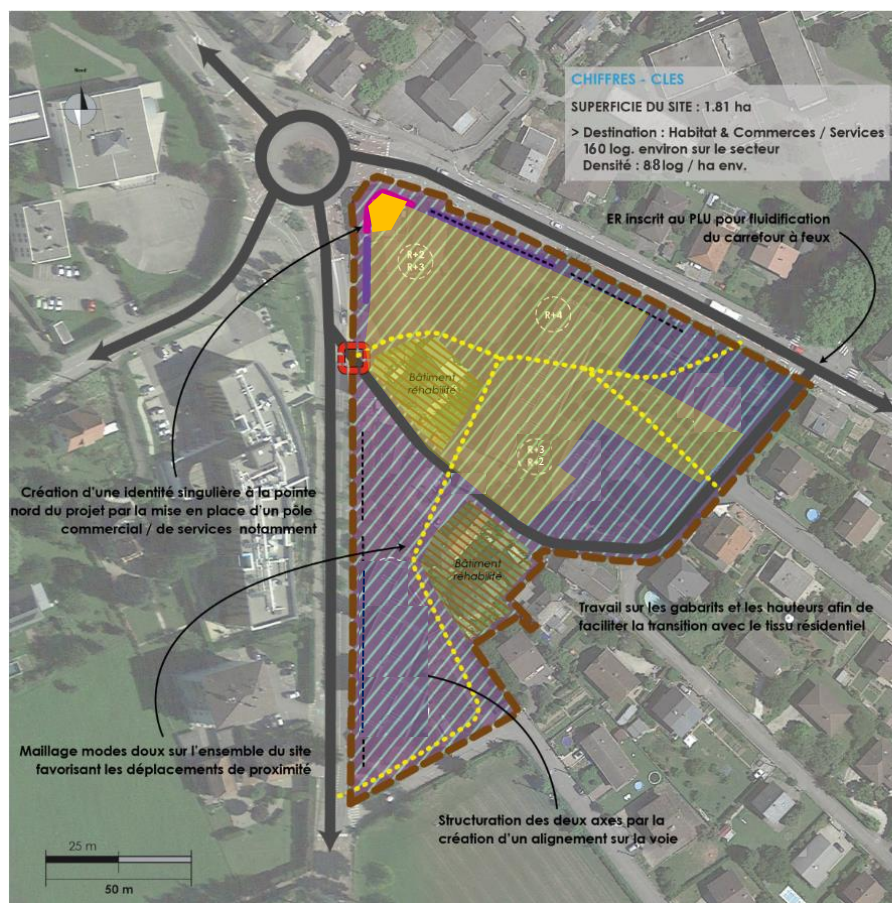 Nord
CHIFFRES - CLES
SUPERFICIE DU SITE : 1.81 ha
> Destination : Habitat & Commerces / Services
160 log. environ sur le secteur
Densité : 88log / ha env.
ER inscrit au PLU pour fluidification
du carrefour à feux
R+2
R+3
R+4
Bâtiment
réhabilité
R+3
R+2
Création d'une identité singulière à la pointe
nord du projet par la mise en place d'un pôle
commercial / de services notamment
Bâtiment
réhabilité
Travail sur les gabarits et les hauteurs afin de
faciliter la transition avec le tissu résidentiel
Maillage modes doux sur l'ensemble du site
favorisant les déplacements de proximité
Structuration des deux axes par la
création d'un alignement sur la voie
25 m
50 m